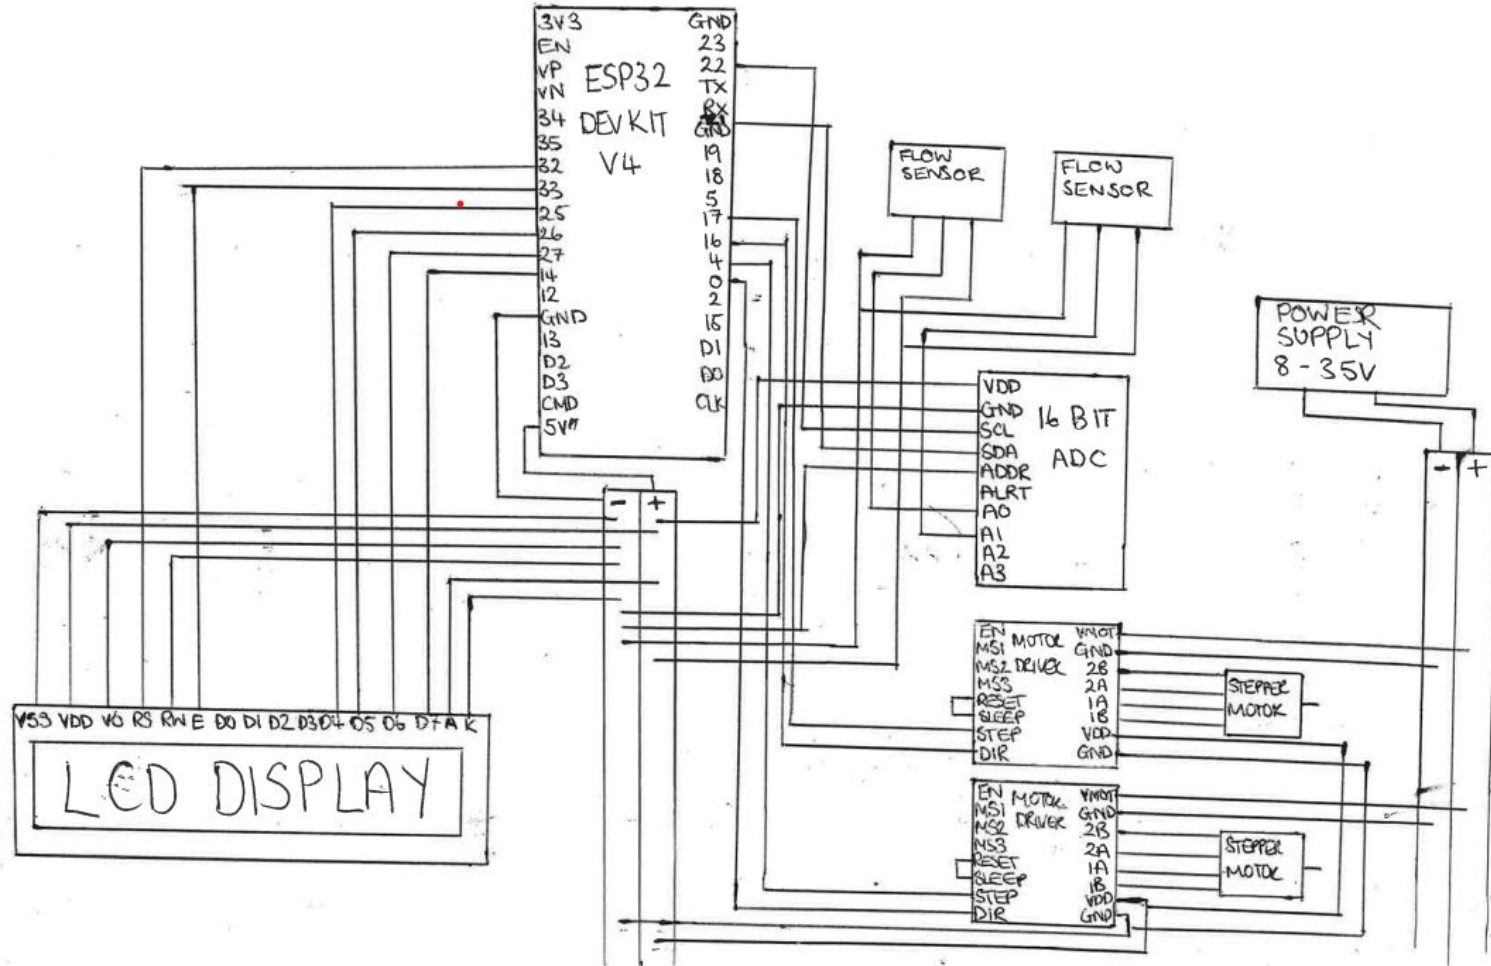 3V3
EN
VP
VN
34
35
32
33
25
26
27
14
12
GND
13
D2
D3
CMD
5V
ESP32
DEVKIT
V4
GND
23
22
TX
RX
GND
19
18
5
17
16
4
0
2
15
D1
D0
CLK
FLOW
SENSOR
FLOW
SENSOR
POWER
SUPPLY
8 - 35V
- +
- +
VDD
GND
SCL
SDA
ADDR
ALRT
A0
A1
A2
A3
16 BIT
ADC
EN
MS1
MS2
MS3
RESET
SLEEP
STEP
DIR
MOTOR
DRIVER
VMOT
GND
2B
2A
1A
1B
VDD
GND
STEPPER
MOTOR
EN
MS1
MS2
MS3
RESET
SLEEP
STEP
DIR
MOTOR
DRIVER
VMOT
GND
2B
2A
1A
1B
VDD
GND
STEPPER
MOTOR
VSS VDD V0 RS RW E D0 D1 D2 D3 D4 D5 D6 D7 A K
LCD DISPLAY